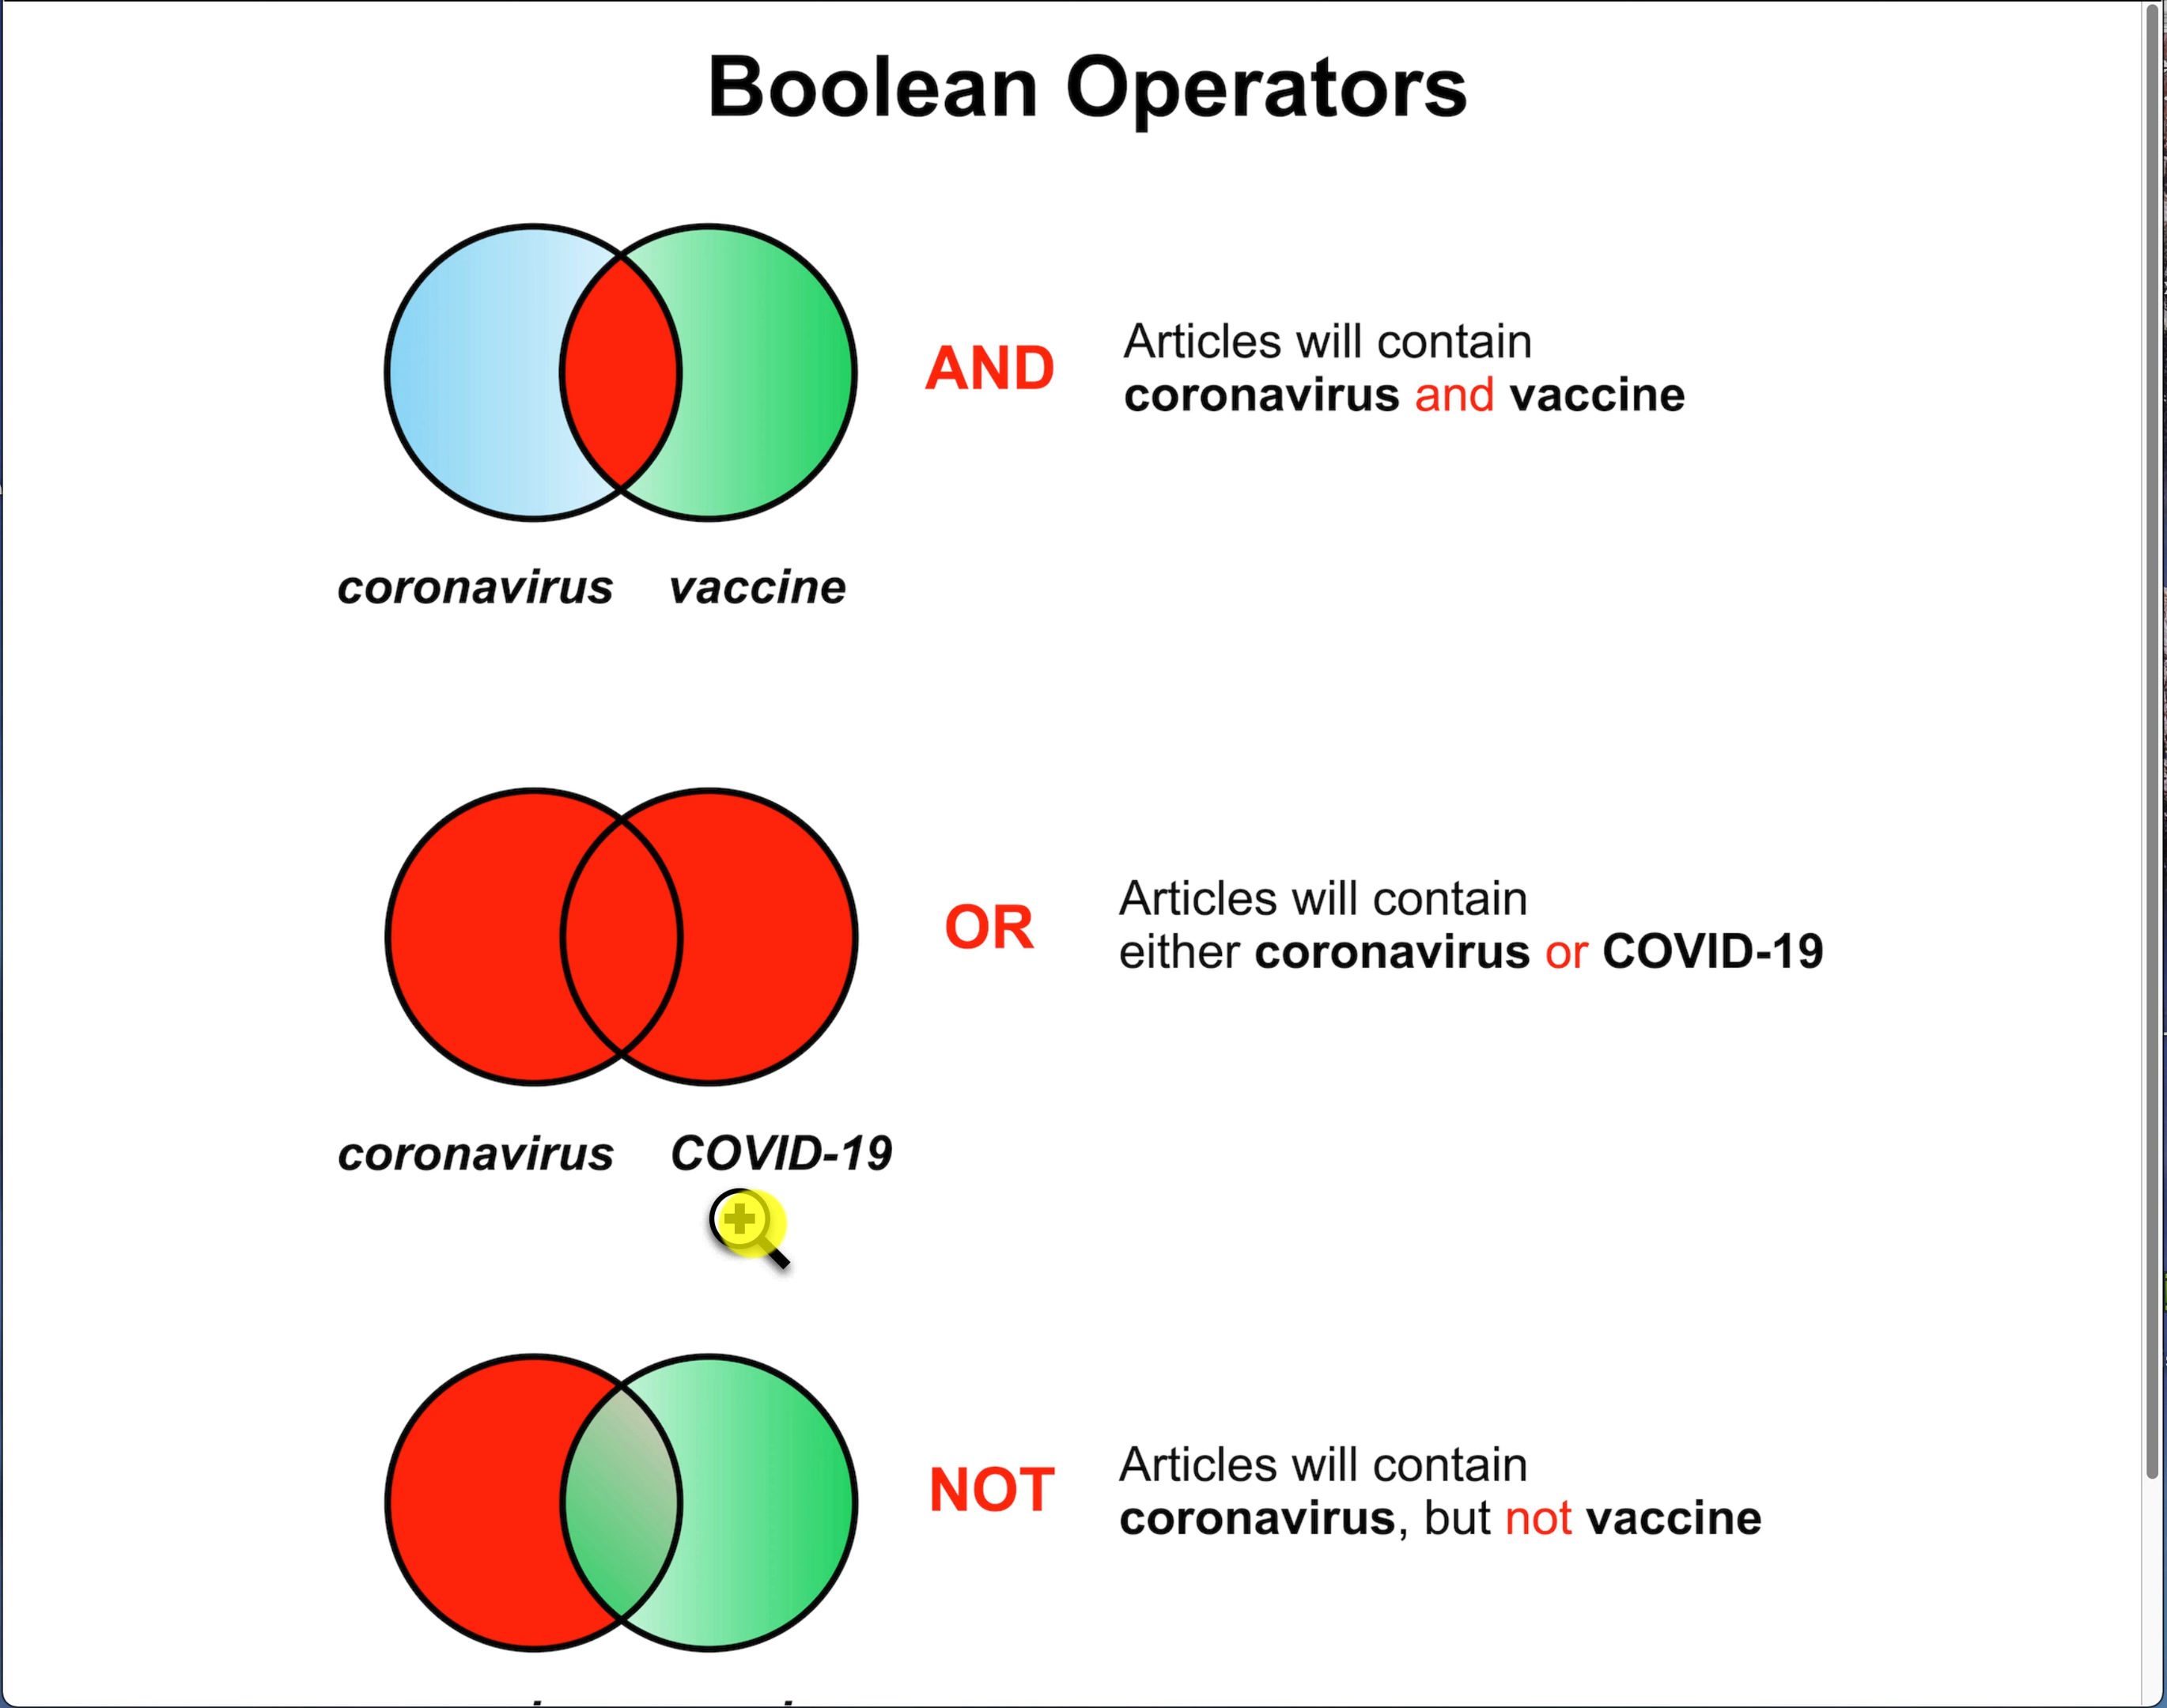 Boolean Operators
AND
Articles will contain
coronavirus and vaccine
coronavirus vaccine
OR
Articles will contain
either coronavirus or COVID-19
coronavirus COVID-19
NOT
Articles will contain
coronavirus, but not vaccine